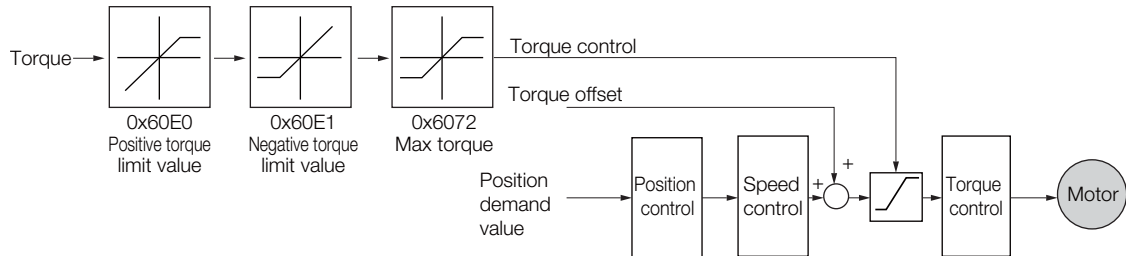 Torque
0x60E0
Positive torque
limit value
0x60E1
Negative torque
limit value
0x6072
Max torque
Torque control
Torque offset
Position
demand
value
Position
control
Speed
control
+
+
Torque
control
Motor